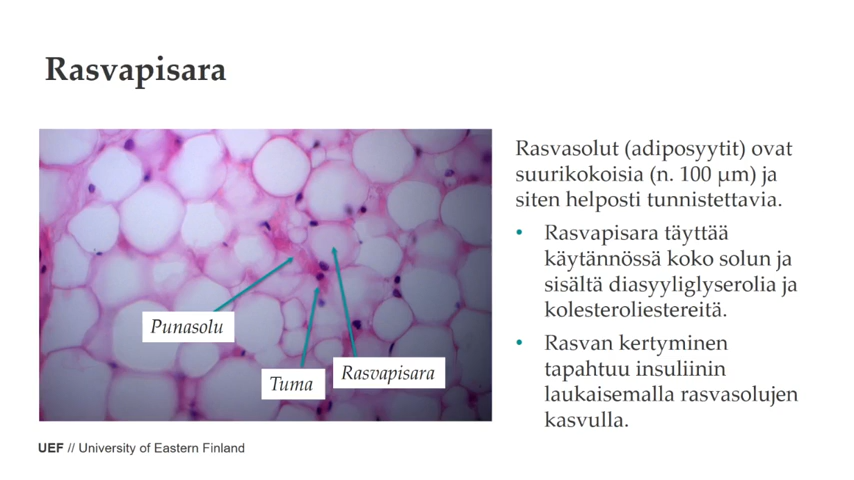 Rasvapisara
Rasvasolut (adiposyytit) ovat
suurikokoisia (n. 100 µm) ja
siten helposti tunnistettavia.
• Rasvapisara täyttää
käytännössä koko solun ja
sisältä diasyyliglyserolia ja
kolesteroliestereitä.
• Rasvan kertyminen
tapahtuu insuliinin
laukaisemalla rasvasolujen
kasvulla.
Punasolu
Tuma
Rasvapisara
UEF // University of Eastern Finland